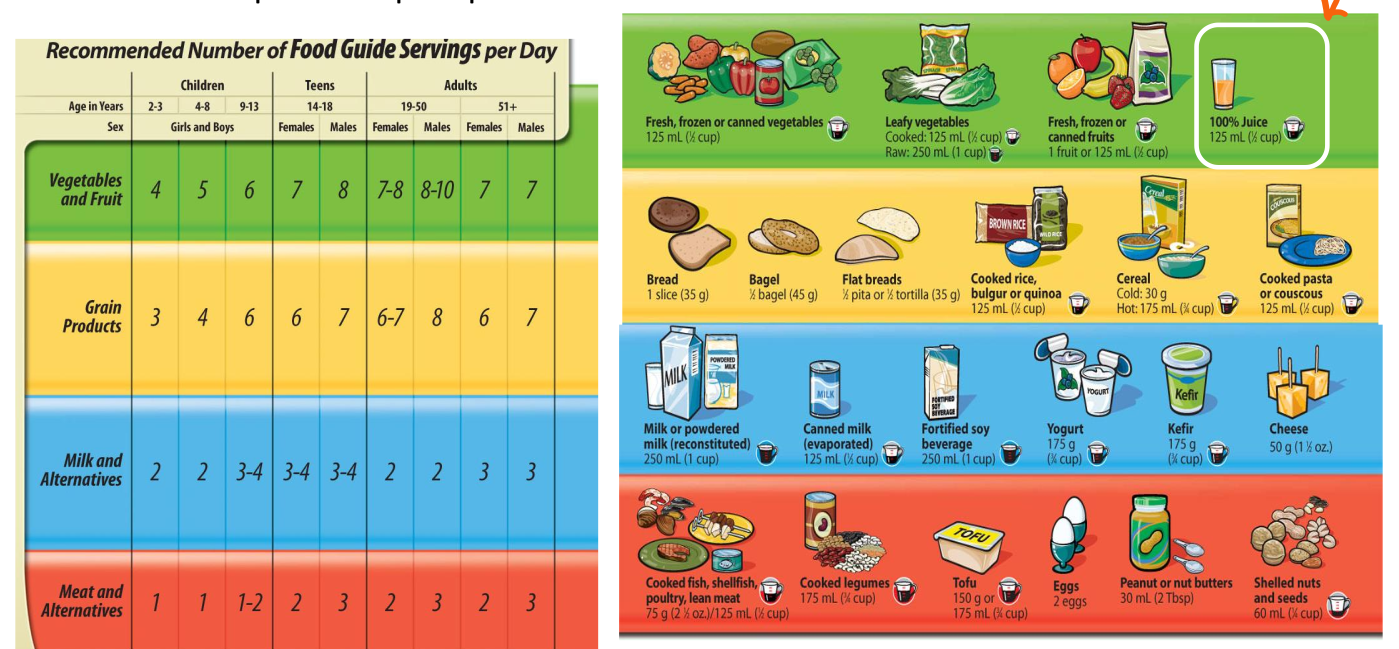 Recommended Number of Food Guide Servings per Day
Children Teens Adults
Age in Years 2-3 4-8 9-13 14-18 19-50 51+
Sex Girls and Boys Females Males Females Males Females Males
Vegetables
and Fruit 4 5 6 7 8 7-8 8-10 7 7
Grain
Products 3 4 6 6 7 6-7 8 6 7
Milk and
Alternatives 2 2 3-4 3-4 3-4 2 2 3 3
Meat and
Alternatives 1 1 1-2 2 3 2 3 2 3
Fresh, frozen or canned vegetables
125 mL (½ cup)
Leafy vegetables
Cooked: 125 mL (½ cup)
Raw: 250 mL (1 cup)
Fresh, frozen or
canned fruits
1 fruit or 125 mL (½ cup)
100% Juice
125 mL (½ cup)
BROWN RICE
WILD RICE
Cereal
COUSCOUS
Bread
1 slice (35 g)
Bagel
½ bagel (45 g)
Flat breads
½ pita or ½ tortilla (35 g)
Cooked rice,
bulgur or quinoa
125 mL (½ cup)
Cereal
Cold: 30 g
Hot: 175 mL (¾ cup)
Cooked pasta
or couscous
125 mL (½ cup)
MILK
POWDERED
MILK
MILK
FORTIFIED
SOY
BEVERAGE
YOGURT
Kefir
Milk or powdered
milk (reconstituted)
250 mL (1 cup)
Canned milk
(evaporated)
125 mL (½ cup)
Fortified soy
beverage
250 mL (1 cup)
Yogurt
175 g
(¾ cup)
Kefir
175 g
(¾ cup)
Cheese
50 g (1 ½ oz.)
TOFU
Cooked fish, shellfish,
poultry, lean meat
75 g (2 ½ oz.)/125 mL (½ cup)
Cooked legumes
175 mL (¾ cup)
Tofu
150 g or
175 mL (¾ cup)
Eggs
2 eggs
Peanut or nut butters
30 mL (2 Tbsp)
Shelled nuts
and seeds
60 mL (¼ cup)